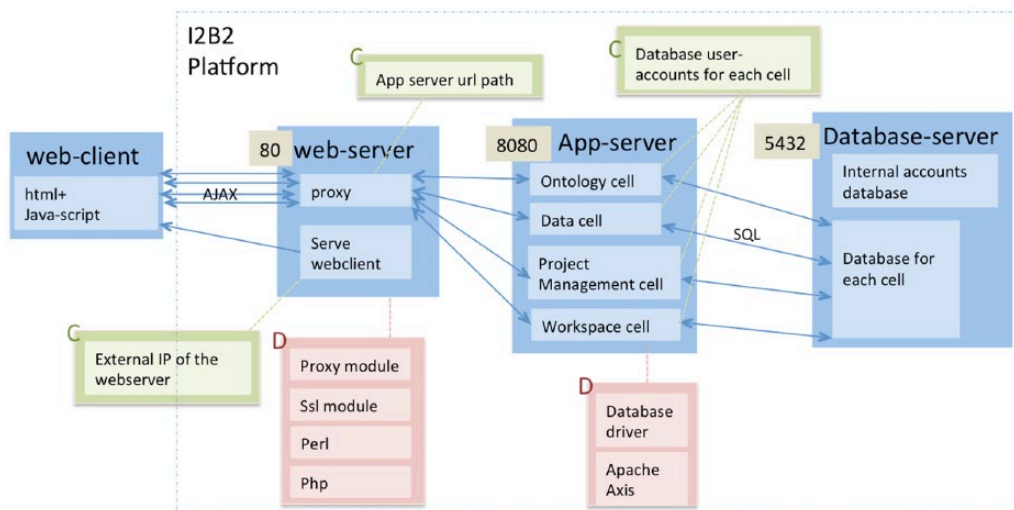 I2B2
Platform
C
App server url path
C
Database user-
accounts for each cell
web-client
html+
Java-script
AJAX
80
web-server
proxy
Serve
webclient
8080
App-server
Ontology cell
Data cell
Project
Management cell
Workspace cell
SQL
5432
Database-server
Internal accounts
database
Database for
each cell
C
External IP of the
webserver
D
Proxy module
Ssl module
Perl
Php
D
Database
driver
Apache
Axis